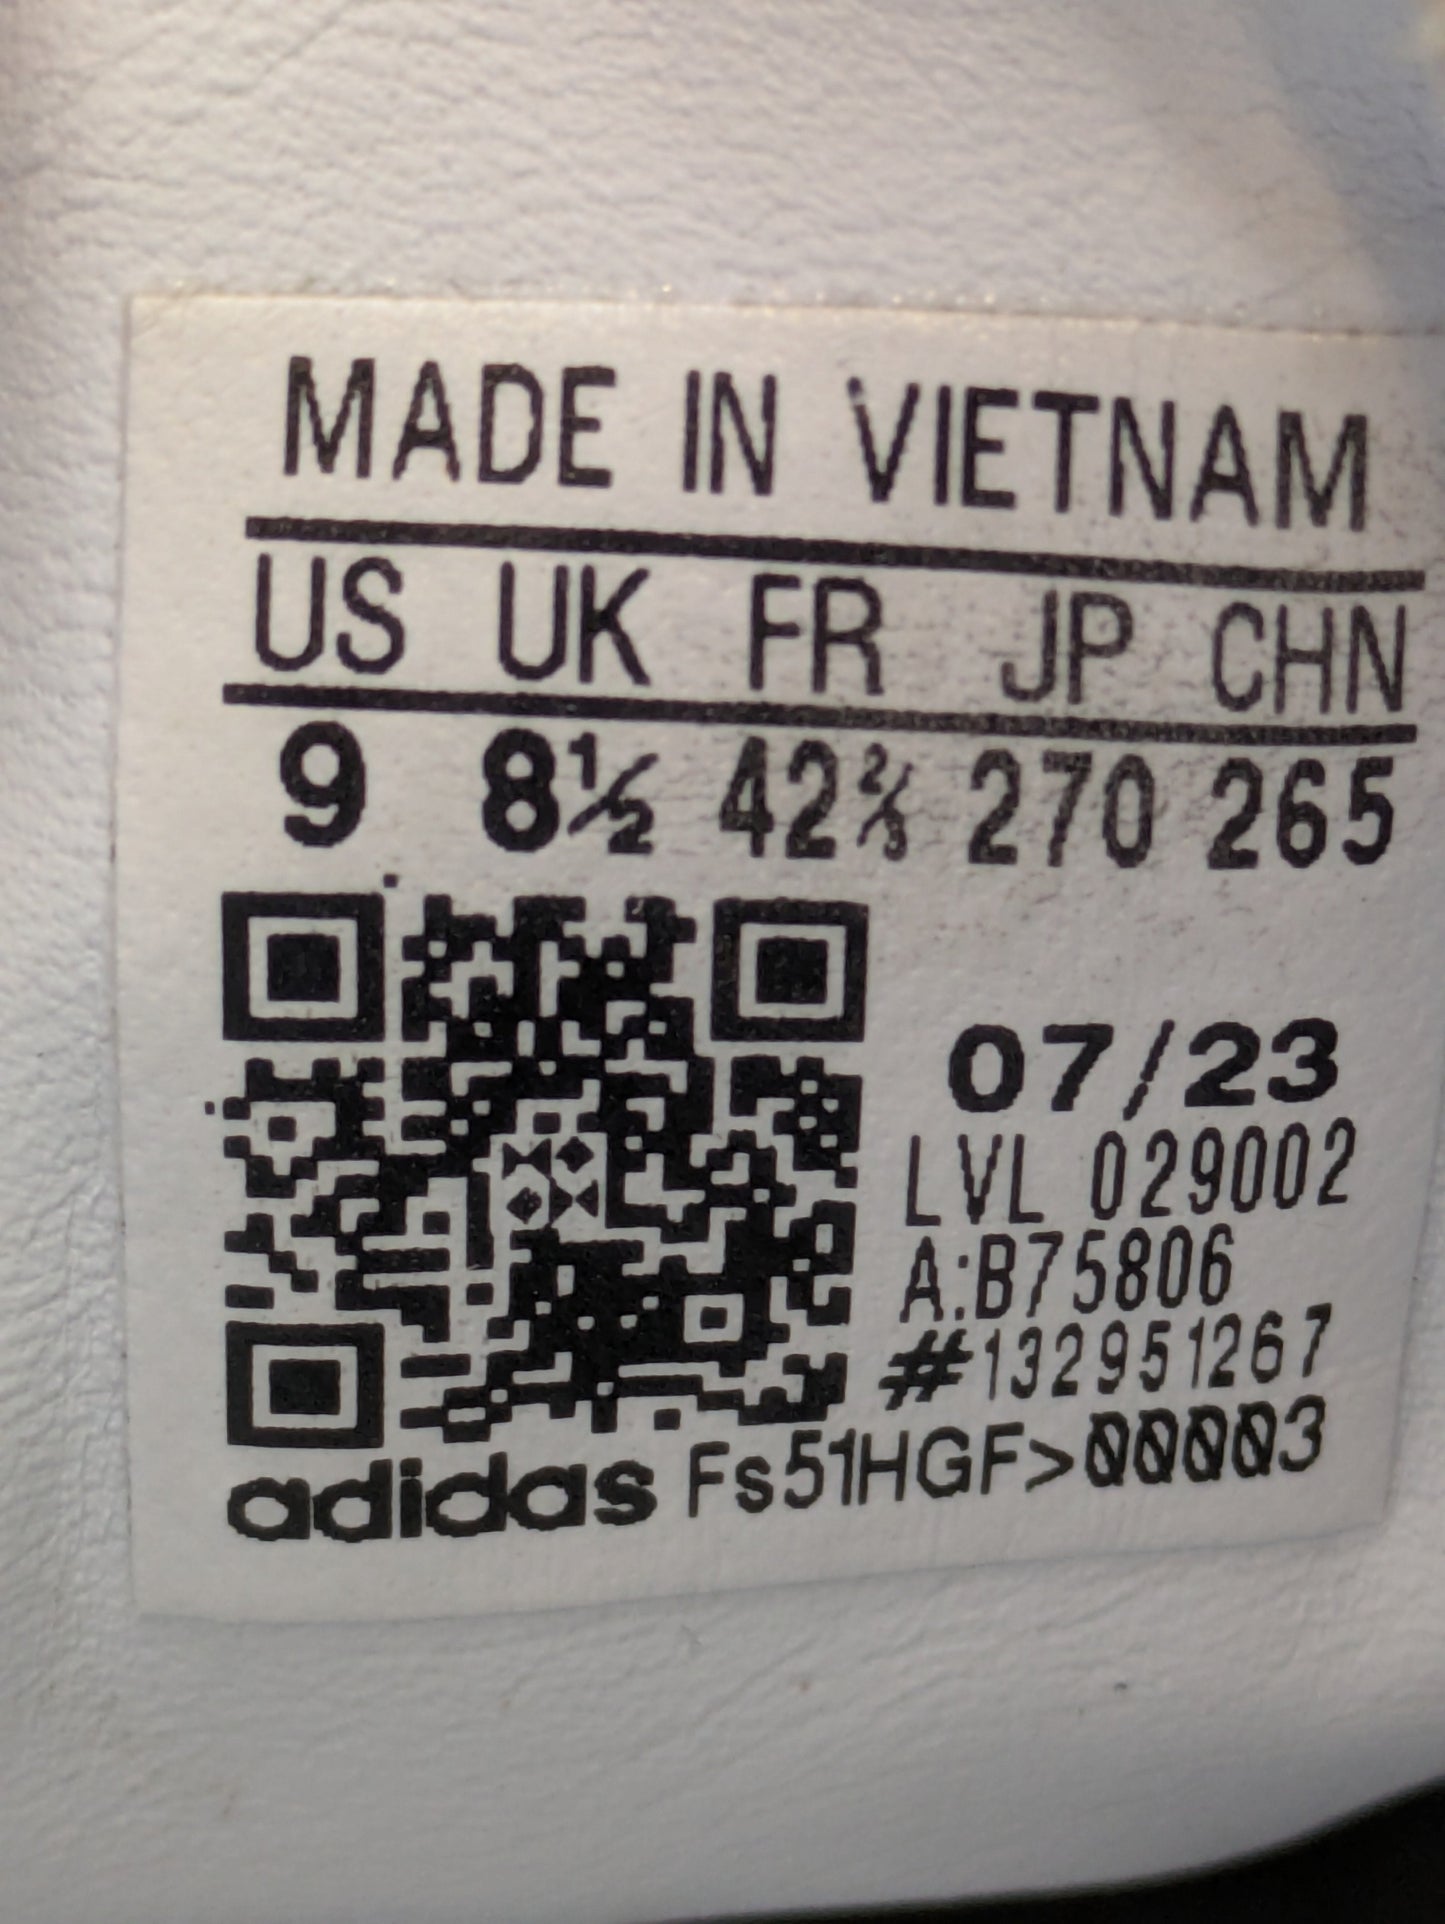 MADE IN VIETNAM
US UK FR JP CHN
9 8½ 42⅔ 270 265
07/23
LVL 029002
A:B75806
#132951267
adidas Fs51HGF>00003